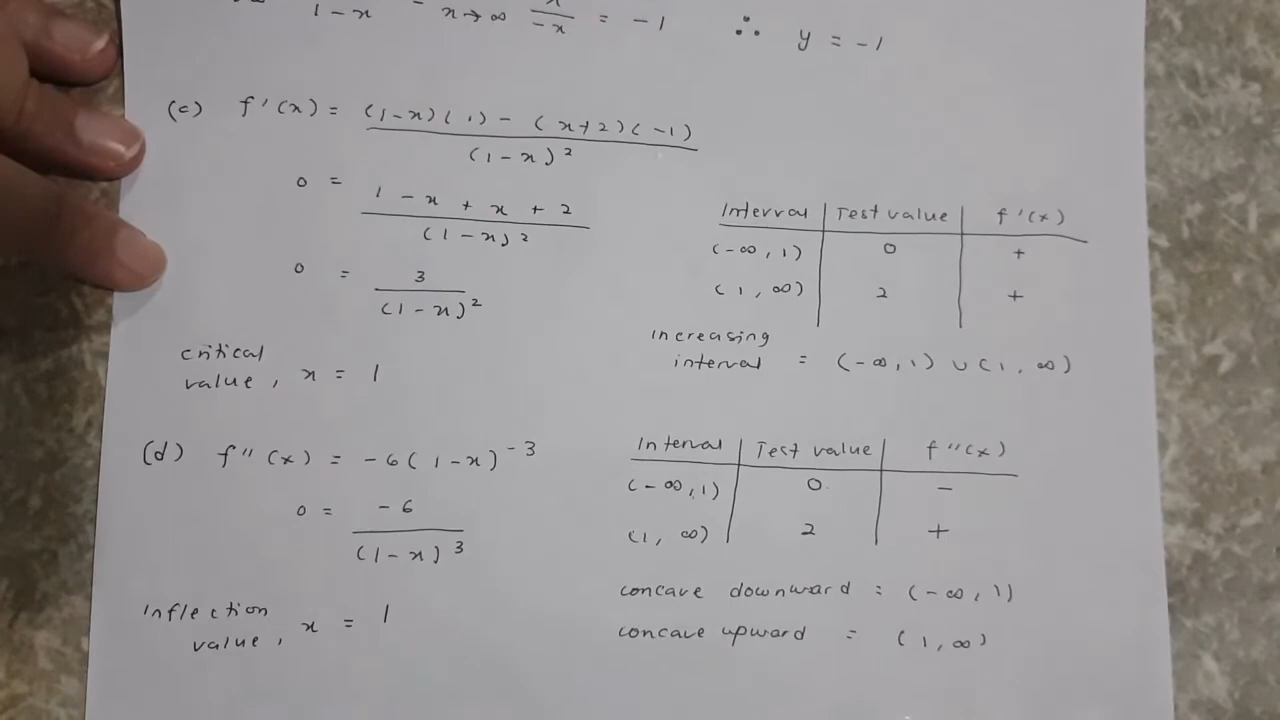 1-x x→∞ x/-x = -1 ∴ y = -1
(c) f'(x) = (1-x)(1) - (x+2)(-1)
(1-x)²
0 = 1 - x + x + 2
(1-x)²
0 = 3
(1-x)²
critical
value, x = 1
Interval Test value f'(x)
(-∞, 1) 0 +
(1, ∞) 2 +
increasing
interval = (-∞, 1) ∪ (1, ∞)
(d) f''(x) = -6(1-x)⁻³
0 = -6
(1-x)³
Inflection
value, x = 1
Interval Test value f''(x)
(-∞, 1) 0 -
(1, ∞) 2 +
concave downward = (-∞, 1)
concave upward = (1, ∞)